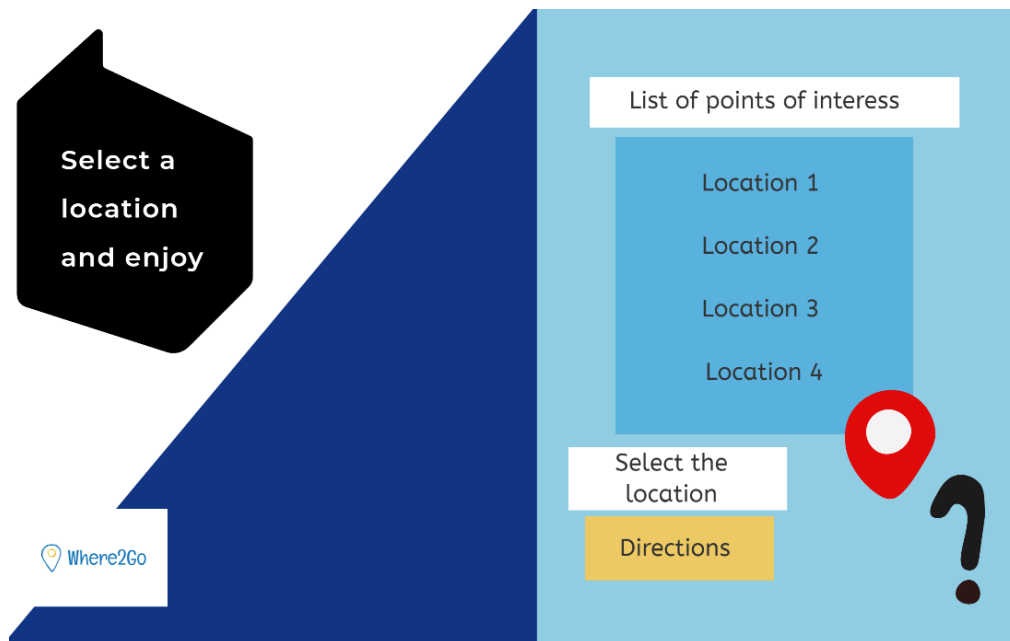 Select a
location
and enjoy
Where2Go
List of points of interess
Location 1
Location 2
Location 3
Location 4
Select the
location
Directions
?